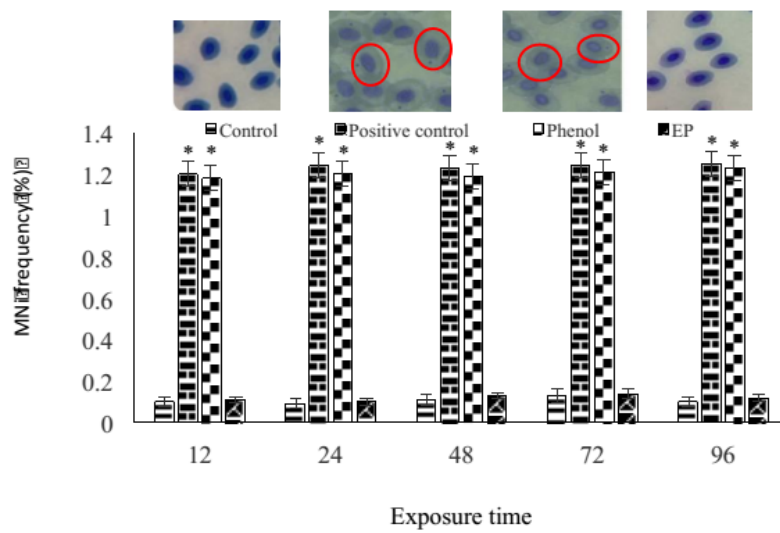 1.4
1.2
1
0.8
0.6
0.4
0.2
0
MN frequency (%)
Control Positive control Phenol EP
* * * * * * * * * *
12 24 48 72 96
Exposure time